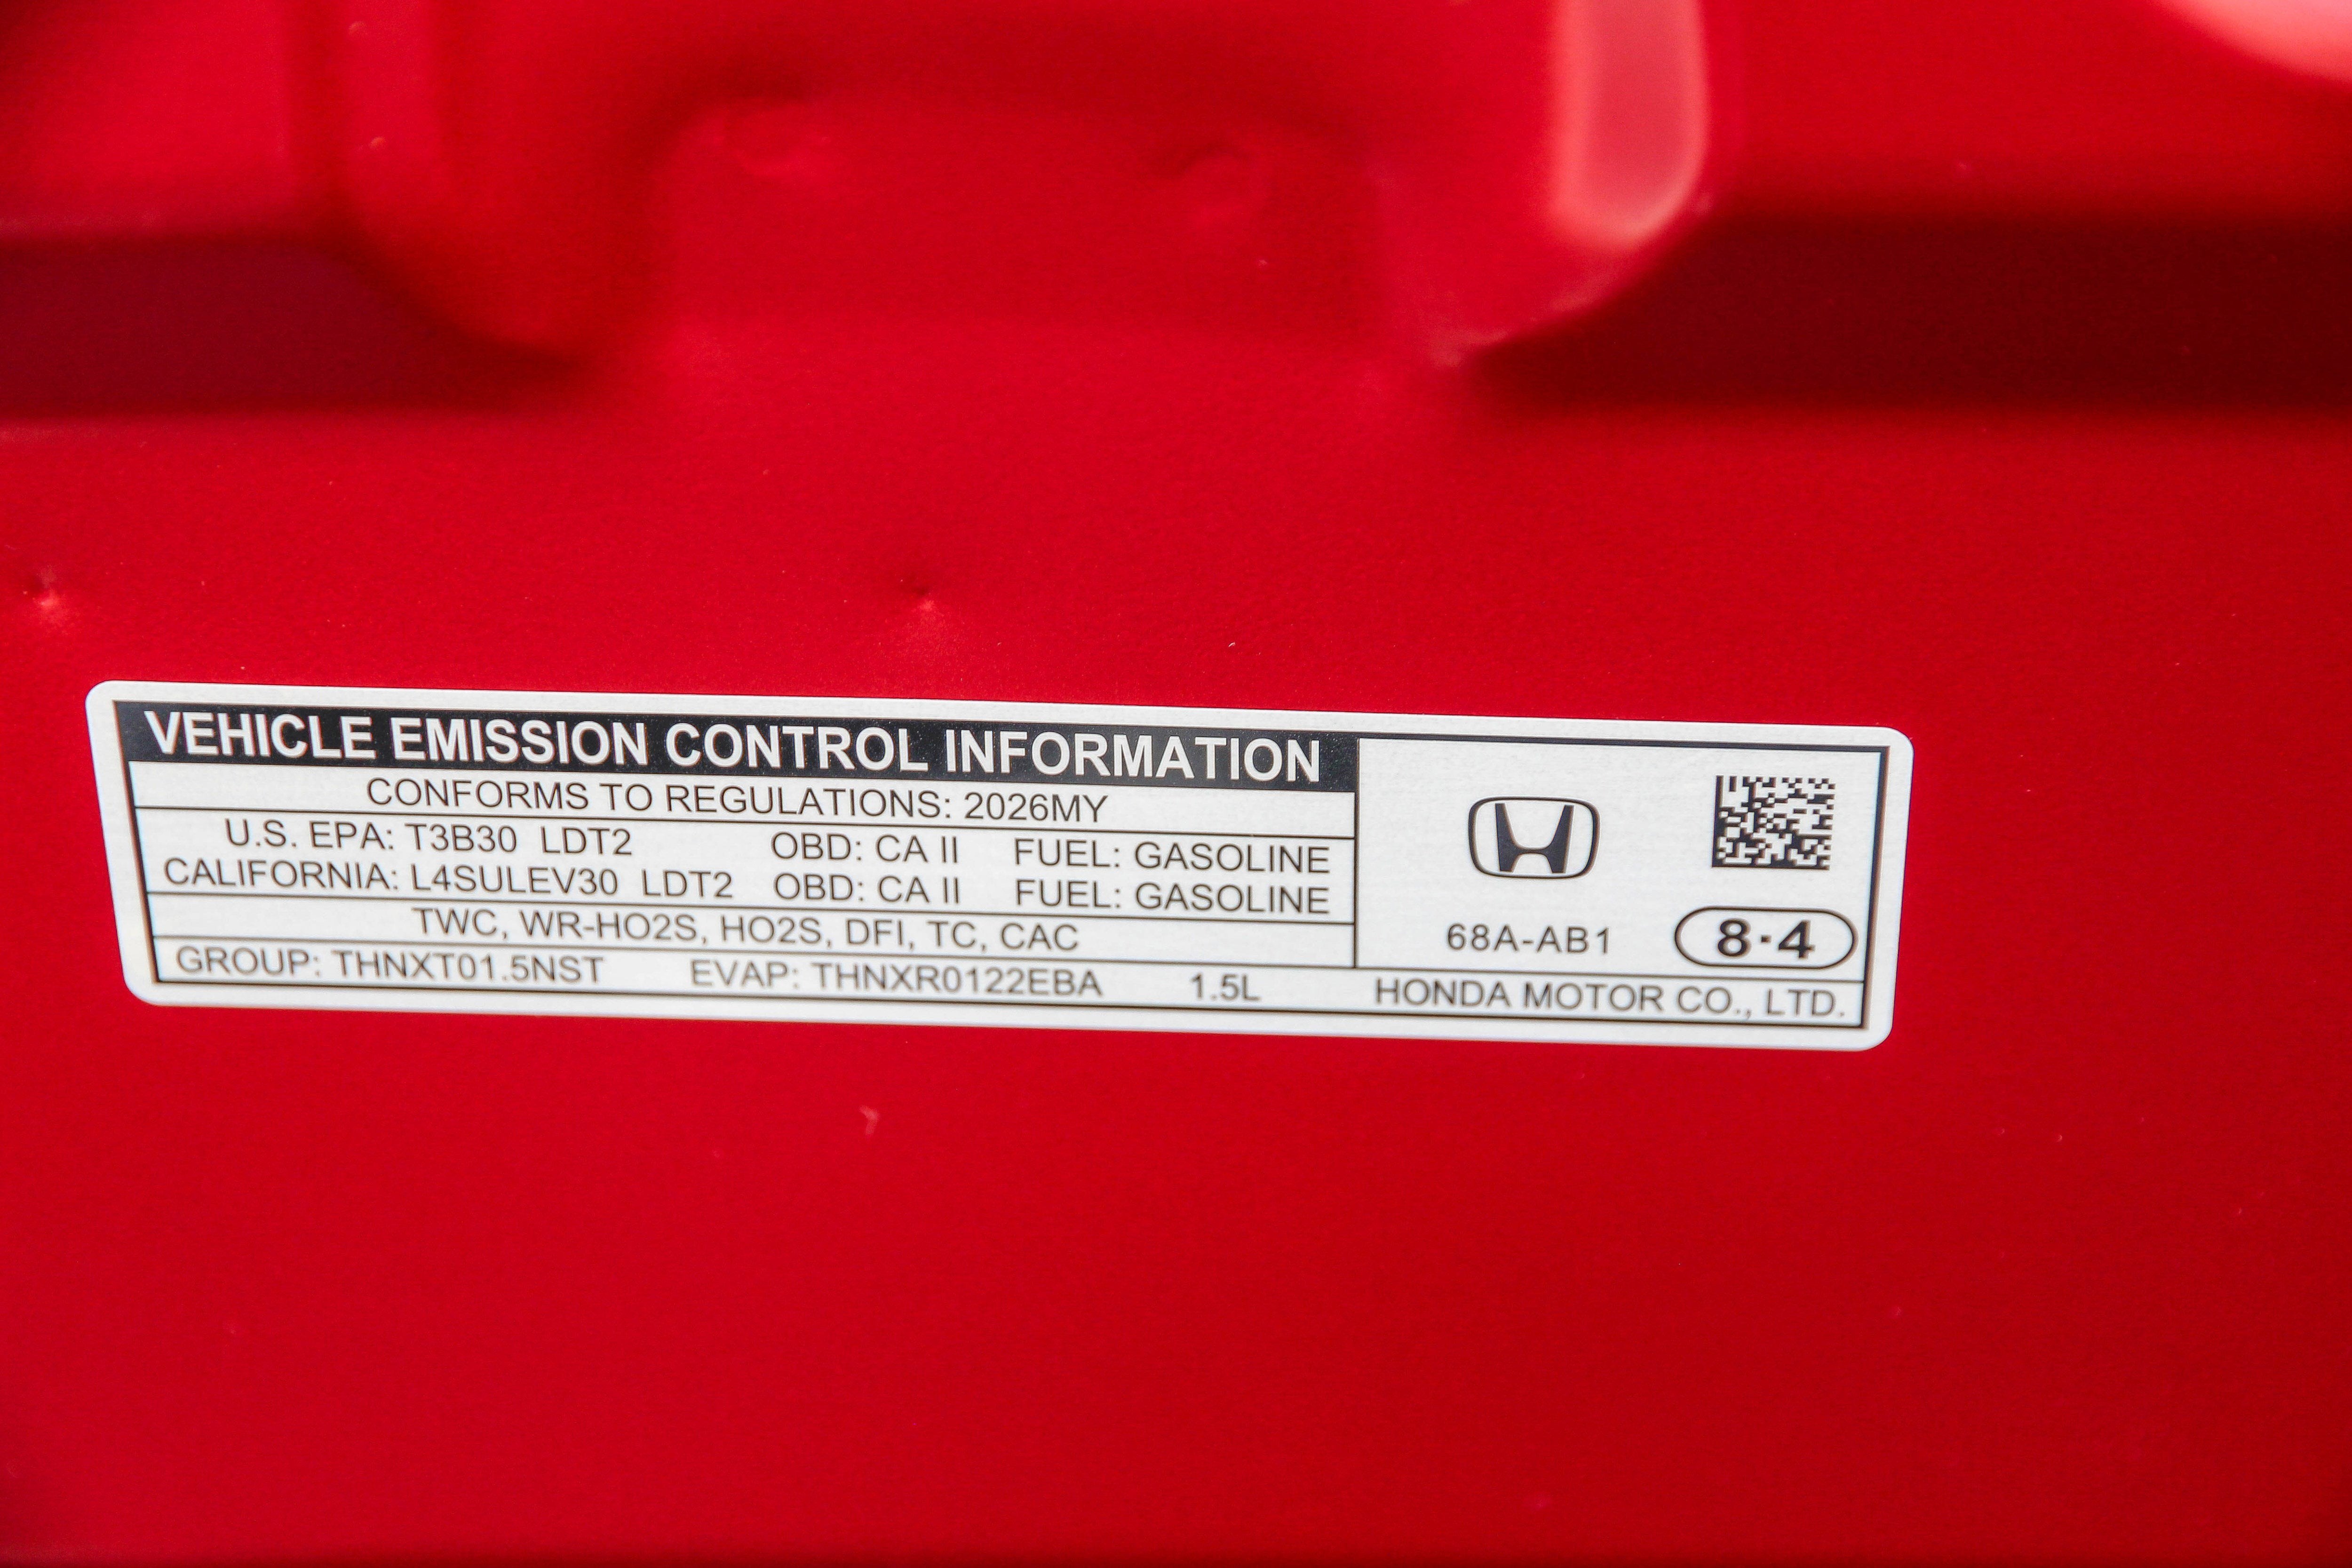 VEHICLE EMISSION CONTROL INFORMATION
CONFORMS TO REGULATIONS: 2026MY
U.S. EPA: T3B30 LDT2 OBD: CA II FUEL: GASOLINE
CALIFORNIA: L4SULEV30 LDT2 OBD: CA II FUEL: GASOLINE
TWC, WR-HO2S, HO2S, DFI, TC, CAC
GROUP: THNXT01.5NST EVAP: THNXR0122EBA 1.5L
68A-AB1
8·4
HONDA MOTOR CO., LTD.